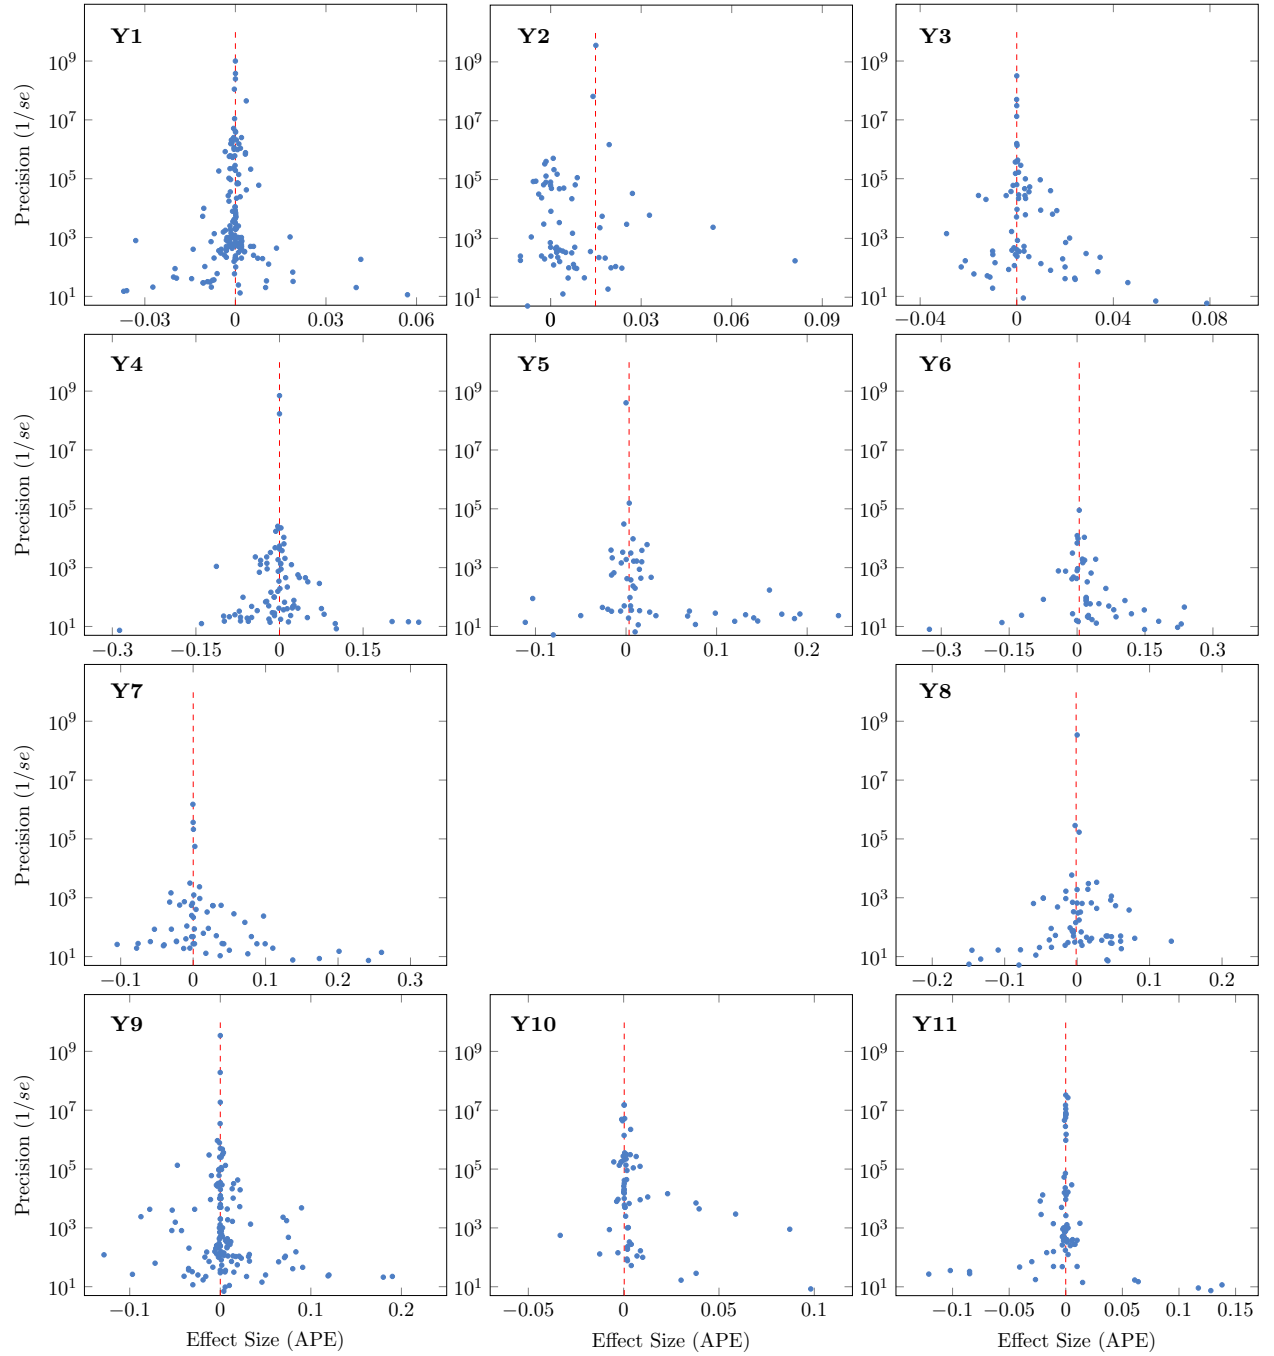 Y1 Y2 Y3
Precision (1/se)
10^9 10^9 10^9
10^7 10^7 10^7
10^5 10^5 10^5
10^3 10^3 10^3
10^1 10^1 10^1
−0.03 0 0.03 0.06 0 0.03 0.06 0.09 −0.04 0 0.04 0.08
Y4 Y5 Y6
Precision (1/se)
10^9 10^9 10^9
10^7 10^7 10^7
10^5 10^5 10^5
10^3 10^3 10^3
10^1 10^1 10^1
−0.3 −0.15 0 0.15 −0.1 0 0.1 0.2 −0.3 −0.15 0 0.15 0.3
Y7 Y8
Precision (1/se)
10^9 10^9
10^7 10^7
10^5 10^5
10^3 10^3
10^1 10^1
−0.1 0 0.1 0.2 0.3 −0.2 −0.1 0 0.1 0.2
Y9 Y10 Y11
Precision (1/se)
10^9 10^9 10^9
10^7 10^7 10^7
10^5 10^5 10^5
10^3 10^3 10^3
10^1 10^1 10^1
−0.1 0 0.1 0.2 −0.05 0 0.05 0.1 −0.1 −0.05 0 0.05 0.1 0.15
Effect Size (APE) Effect Size (APE) Effect Size (APE)